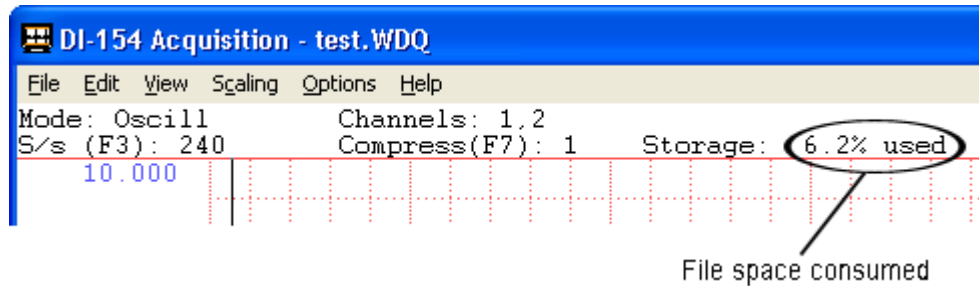 DI-154 Acquisition - test.WDQ
File Edit View Scaling Options Help
Mode: Oscill Channels: 1,2
S/s (F3): 240 Compress(F7): 1 Storage: 6.2% used
10.000
File space consumed